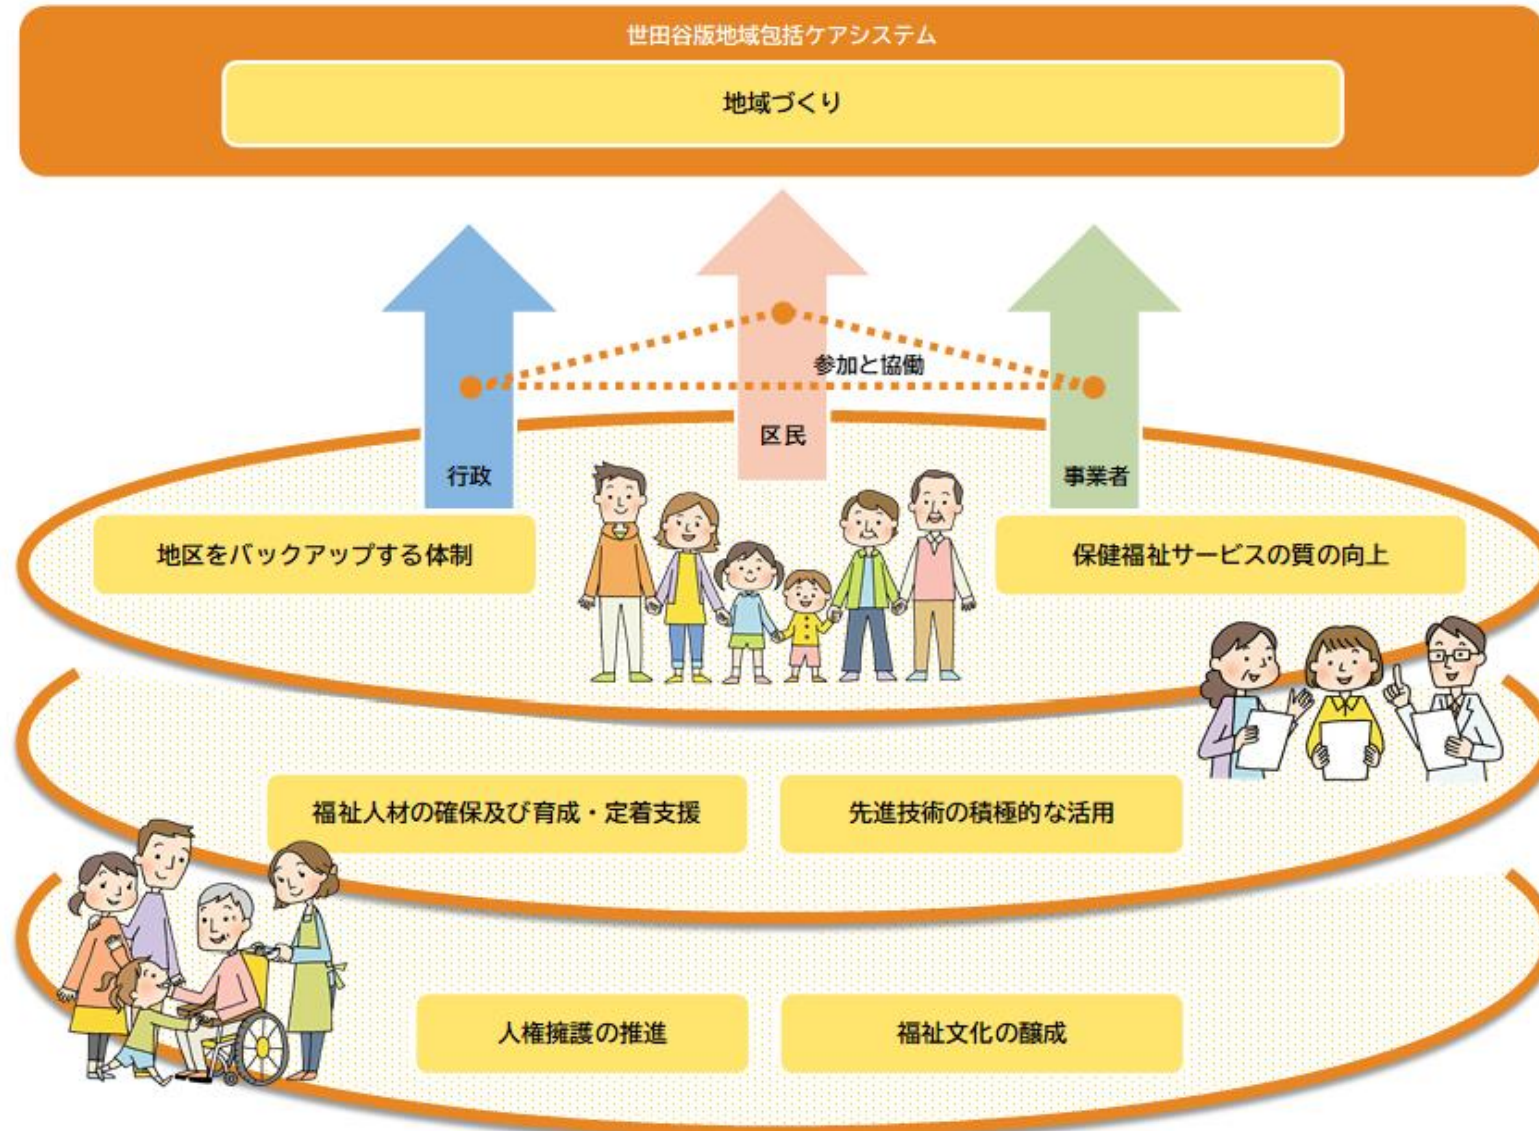 世田谷版地域包括ケアシステム
地域づくり
参加と協働
区民
行政
事業者
地区をバックアップする体制
保健福祉サービスの質の向上
福祉人材の確保及び育成・定着支援
先進技術の積極的な活用
人権擁護の推進
福祉文化の醸成